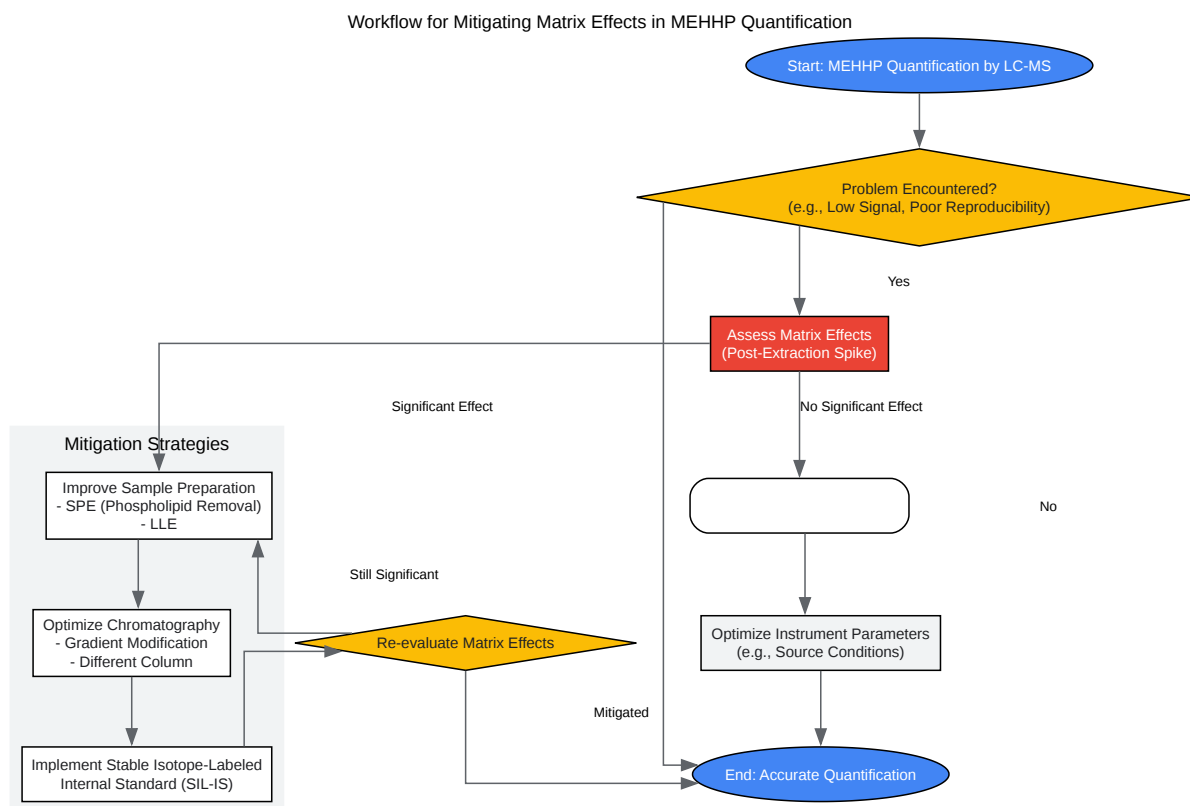 Workflow for Mitigating Matrix Effects in MEHHP Quantification
Start: MEHHP Quantification by LC-MS
Problem Encountered?
(e.g., Low Signal, Poor Reproducibility)
Yes
Assess Matrix Effects
(Post-Extraction Spike)
Significant Effect
No Significant Effect
Mitigation Strategies
Improve Sample Preparation
- SPE (Phospholipid Removal)
- LLE
No
Still Significant
Optimize Chromatography
- Gradient Modification
- Different Column
Re-evaluate Matrix Effects
Optimize Instrument Parameters
(e.g., Source Conditions)
Mitigated
Implement Stable Isotope-Labeled
Internal Standard (SIL-IS)
End: Accurate Quantification